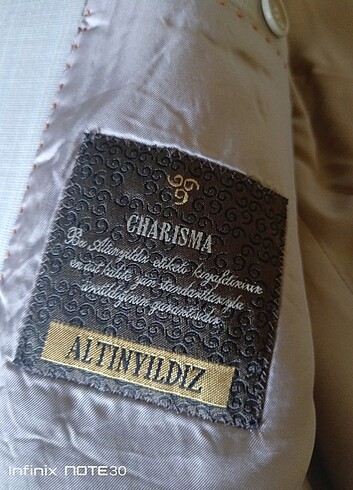 CHARISMA
Bu Altınyıldız etiketi kıyafetinizin
en üst kalite yün standartlarıyla
üretildiğinin garantisidir.
ALTINYILDIZ
Infinix NOTE30